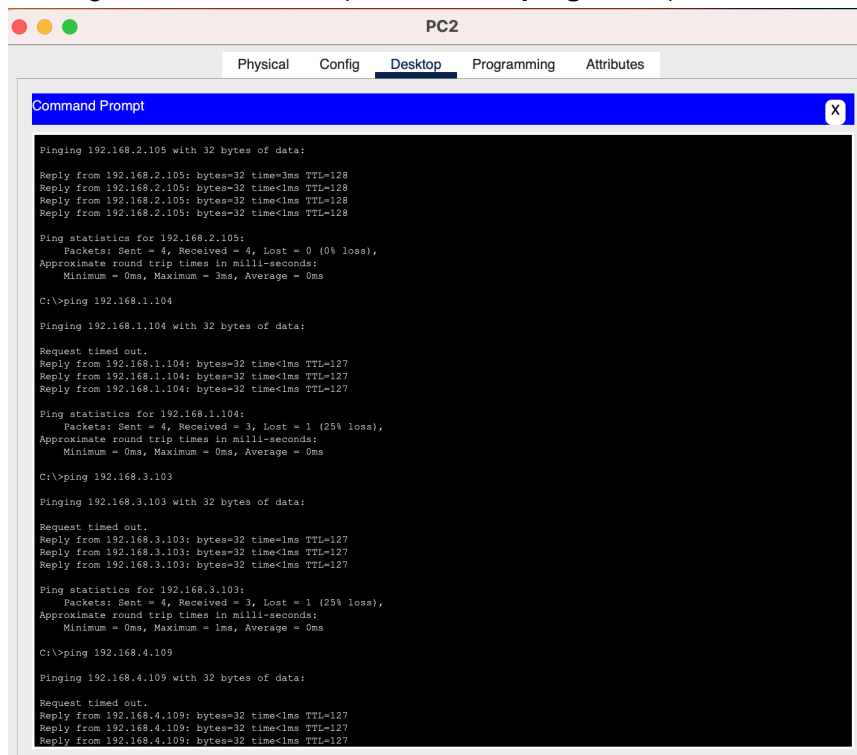 PC2
Physical Config Desktop Programming Attributes
Command Prompt
X
Pinging 192.168.2.105 with 32 bytes of data:
Reply from 192.168.2.105: bytes=32 time=3ms TTL=128
Reply from 192.168.2.105: bytes=32 time<1ms TTL=128
Reply from 192.168.2.105: bytes=32 time<1ms TTL=128
Reply from 192.168.2.105: bytes=32 time<1ms TTL=128
Ping statistics for 192.168.2.105:
Packets: Sent = 4, Received = 4, Lost = 0 (0% loss),
Approximate round trip times in milli-seconds:
Minimum = 0ms, Maximum = 3ms, Average = 0ms
C:\>ping 192.168.1.104
Pinging 192.168.1.104 with 32 bytes of data:
Request timed out.
Reply from 192.168.1.104: bytes=32 time<1ms TTL=127
Reply from 192.168.1.104: bytes=32 time<1ms TTL=127
Reply from 192.168.1.104: bytes=32 time<1ms TTL=127
Ping statistics for 192.168.1.104:
Packets: Sent = 4, Received = 3, Lost = 1 (25% loss),
Approximate round trip times in milli-seconds:
Minimum = 0ms, Maximum = 0ms, Average = 0ms
C:\>ping 192.168.3.103
Pinging 192.168.3.103 with 32 bytes of data:
Request timed out.
Reply from 192.168.3.103: bytes=32 time=1ms TTL=127
Reply from 192.168.3.103: bytes=32 time<1ms TTL=127
Reply from 192.168.3.103: bytes=32 time<1ms TTL=127
Ping statistics for 192.168.3.103:
Packets: Sent = 4, Received = 3, Lost = 1 (25% loss),
Approximate round trip times in milli-seconds:
Minimum = 0ms, Maximum = 1ms, Average = 0ms
C:\>ping 192.168.4.109
Pinging 192.168.4.109 with 32 bytes of data:
Request timed out.
Reply from 192.168.4.109: bytes=32 time<1ms TTL=127
Reply from 192.168.4.109: bytes=32 time<1ms TTL=127
Reply from 192.168.4.109: bytes=32 time<1ms TTL=127